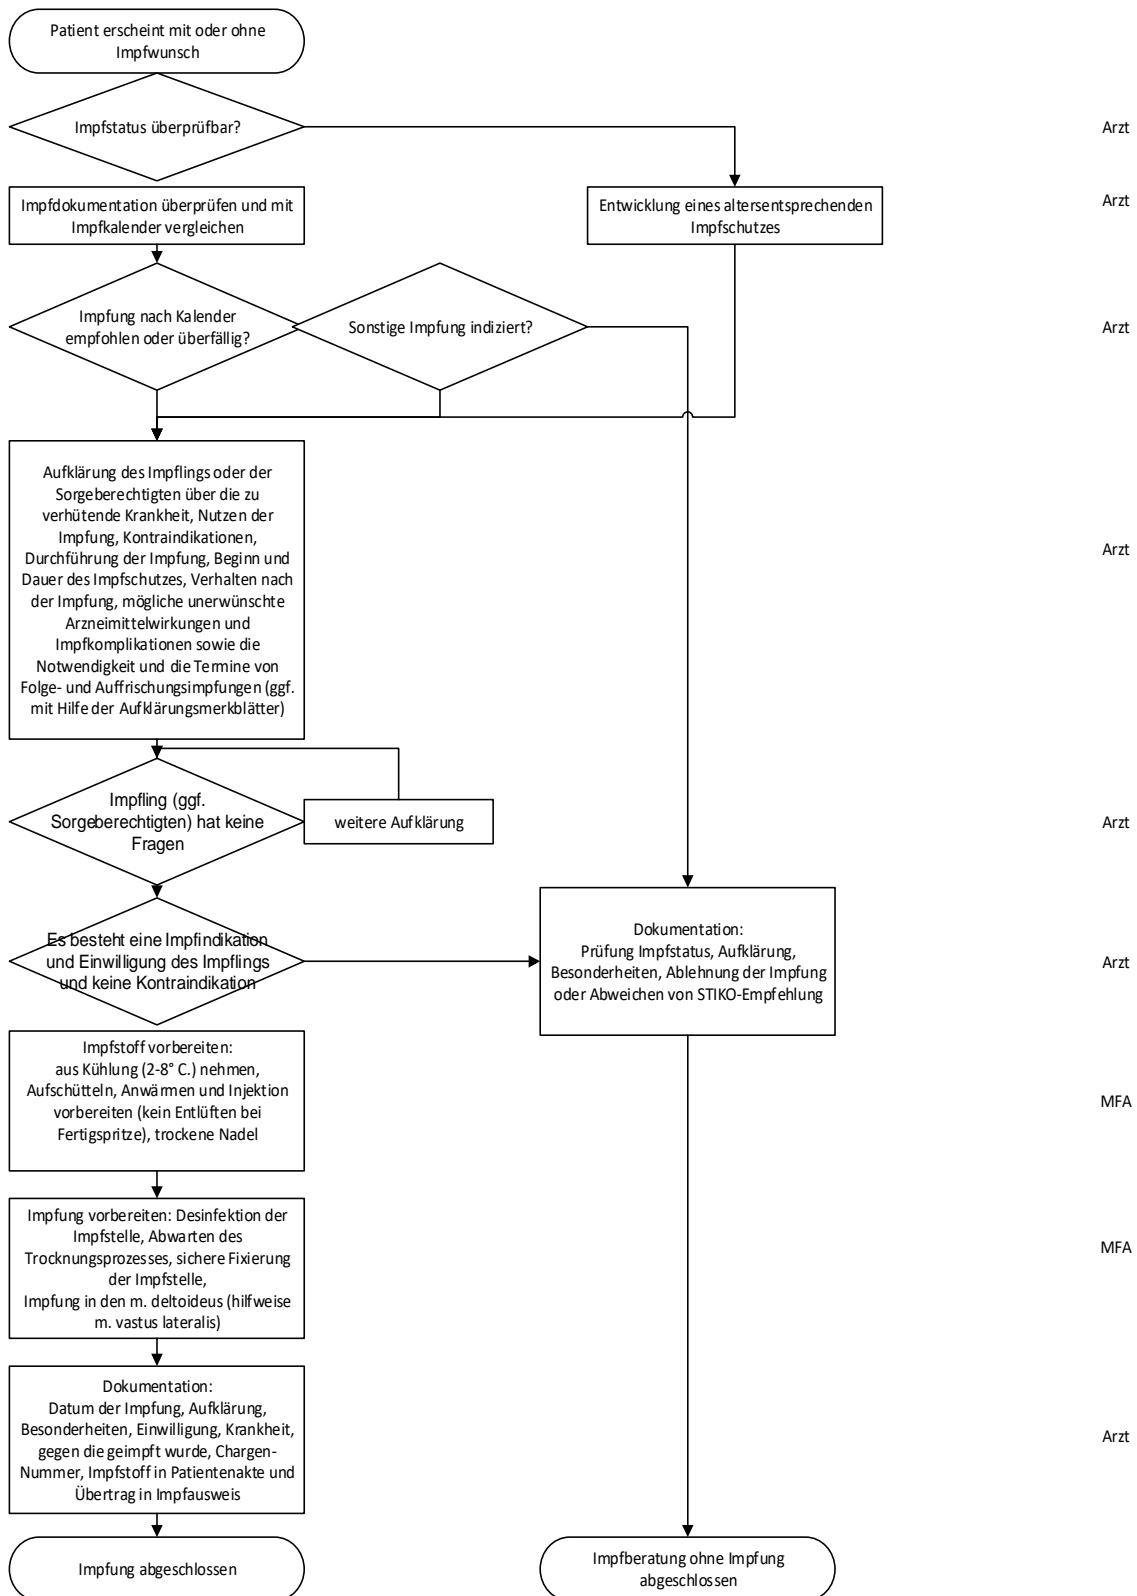 Patient erscheint mit oder ohne
Impfwunsch
Impfstatus überprüfbar?
Arzt
Impfdokumentation überprüfen und mit
Impfkalender vergleichen
Entwicklung eines altersentsprechenden
Impfschutzes
Arzt
Impfung nach Kalender
empfohlen oder überfällig?
Sonstige Impfung indiziert?
Arzt
Aufklärung des Impflings oder der
Sorgeberechtigten über die zu
verhütende Krankheit, Nutzen der
Impfung, Kontraindikationen,
Durchführung der Impfung, Beginn und
Dauer des Impfschutzes, Verhalten nach
der Impfung, mögliche unerwünschte
Arzneimittelwirkungen und
Impfkomplikationen sowie die
Notwendigkeit und die Termine von
Folge- und Auffrischungsimpfungen (ggf.
mit Hilfe der Aufklärungsmerkblätter)
Arzt
Impfling (ggf.
Sorgeberechtigten) hat keine
Fragen
weitere Aufklärung
Arzt
Es besteht eine Impfindikation
und Einwilligung des Impflings
und keine Kontraindikation
Dokumentation:
Prüfung Impfstatus, Aufklärung,
Besonderheiten, Ablehnung der Impfung
oder Abweichen von STIKO-Empfehlung
Arzt
Impfstoff vorbereiten:
aus Kühlung (2-8° C.) nehmen,
Aufschütteln, Anwärmen und Injektion
vorbereiten (kein Entlüften bei
Fertigspritze), trockene Nadel
MFA
Impfung vorbereiten: Desinfektion der
Impfstelle, Abwarten des
Trocknungsprozesses, sichere Fixierung
der Impfstelle,
Impfung in den m. deltoideus (hilfweise
m. vastus lateralis)
MFA
Dokumentation:
Datum der Impfung, Aufklärung,
Besonderheiten, Einwilligung, Krankheit,
gegen die geimpft wurde, Chargen-
Nummer, Impfstoff in Patientenakte und
Übertrag in Impfausweis
Arzt
Impfung abgeschlossen
Impfberatung ohne Impfung
abgeschlossen